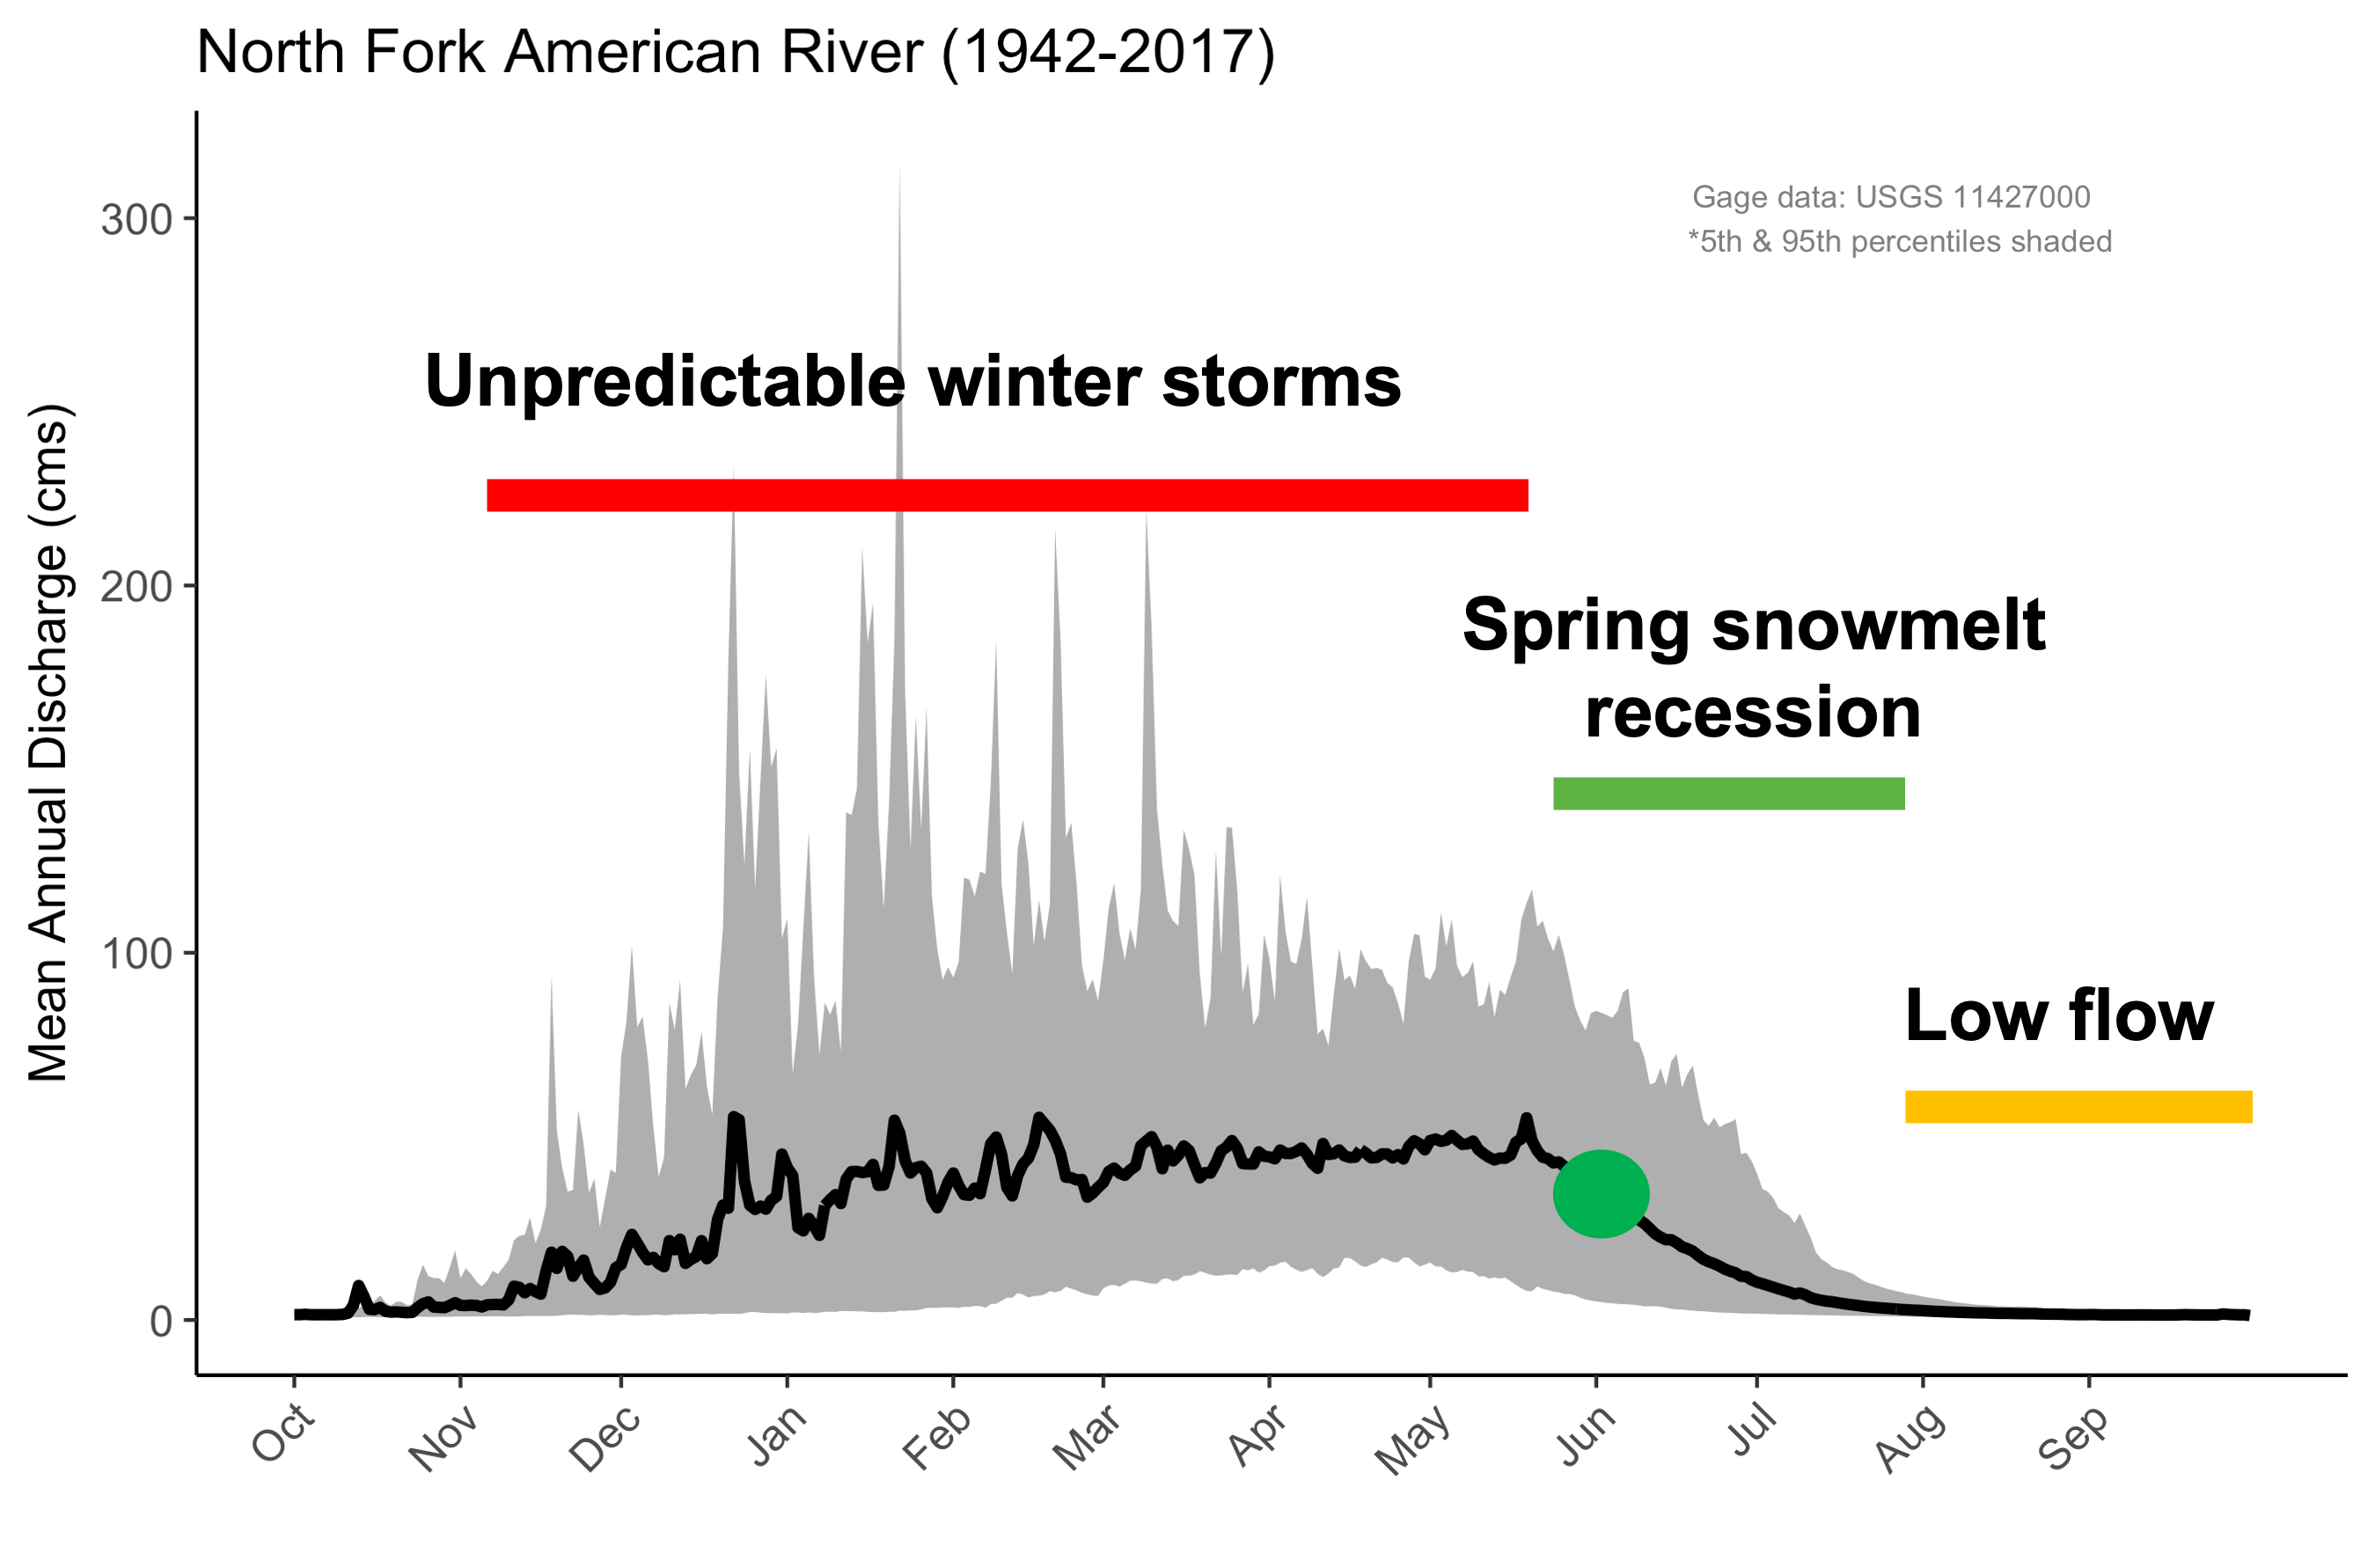 North Fork American River (1942-2017)
Gage data: USGS 11427000
*5th & 95th percentiles shaded
Unpredictable winter storms
Spring snowmelt
recession
Low flow
Mean Annual Discharge (cms)
300
200
100
0
Oct
Nov
Dec
Jan
Feb
Mar
Apr
May
Jun
Jul
Aug
Sep